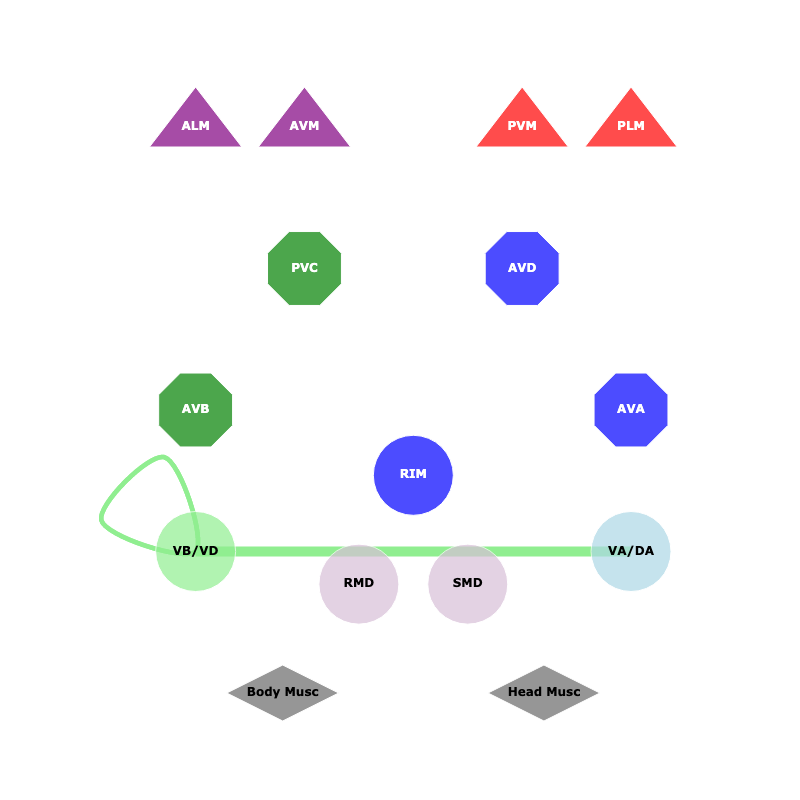 ALM
AVM
PVM
PLM
PVC
AVD
AVB
AVA
RIM
VB/VD
VA/DA
RMD
SMD
Body Musc
Head Musc